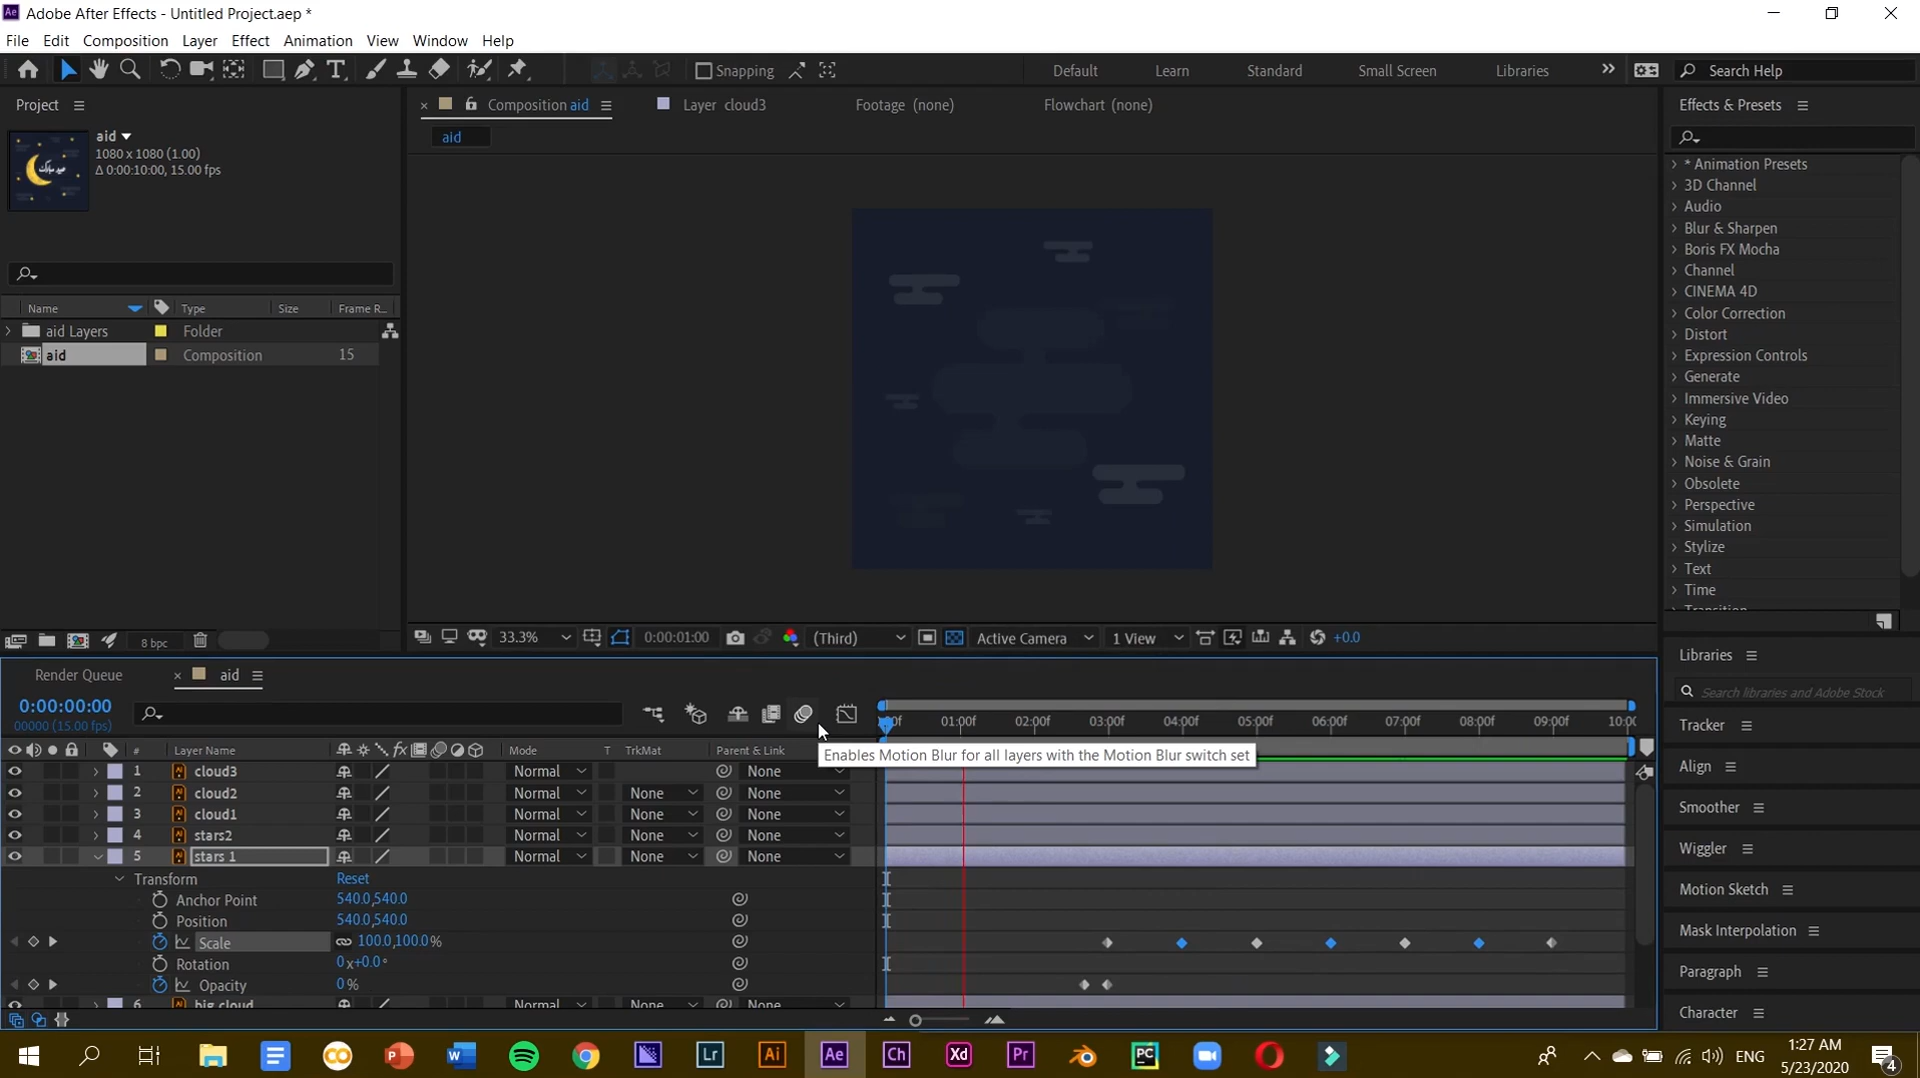 Adobe After Effects - Untitled Project.aep *
File Edit Composition Layer Effect Animation View Window Help
Snapping Default Learn Standard Small Screen Libraries Search Help
Project
aid
1080 x 1080 (1.00)
Δ 0:00:10:00, 15.00 fps
Name Type Size Frame R...
aid Layers Folder
aid Composition 15
8 bpc
Composition aid Layer cloud3 Footage (none) Flowchart (none)
aid
33.3% 0:00:01:00 (Third) Active Camera 1 View +0.0
Effects & Presets
* Animation Presets
3D Channel
Audio
Blur & Sharpen
Boris FX Mocha
Channel
CINEMA 4D
Color Correction
Distort
Expression Controls
Generate
Immersive Video
Keying
Matte
Noise & Grain
Obsolete
Perspective
Simulation
Stylize
Text
Time
Transition
Libraries
Search libraries and Adobe Stock
Tracker
Align
Smoother
Wiggler
Motion Sketch
Mask Interpolation
Paragraph
Character
Render Queue aid
0:00:00:00
00000 (15.00 fps)
:00f 01:00f 02:00f 03:00f 04:00f 05:00f 06:00f 07:00f 08:00f 09:00f 10:00
# Layer Name Mode T TrkMat Parent & Link
Enables Motion Blur for all layers with the Motion Blur switch set
1 cloud3 Normal None
2 cloud2 Normal None None
3 cloud1 Normal None None
4 stars2 Normal None None
5 stars 1 Normal None None
Transform Reset
Anchor Point 540.0,540.0
Position 540.0,540.0
Scale 100.0,100.0%
Rotation 0x+0.0°
Opacity 0%
6 big cloud Normal None None
W Lr Ai Ae Ch Xd Pr PC
ENG
1:27 AM
5/23/2020
4